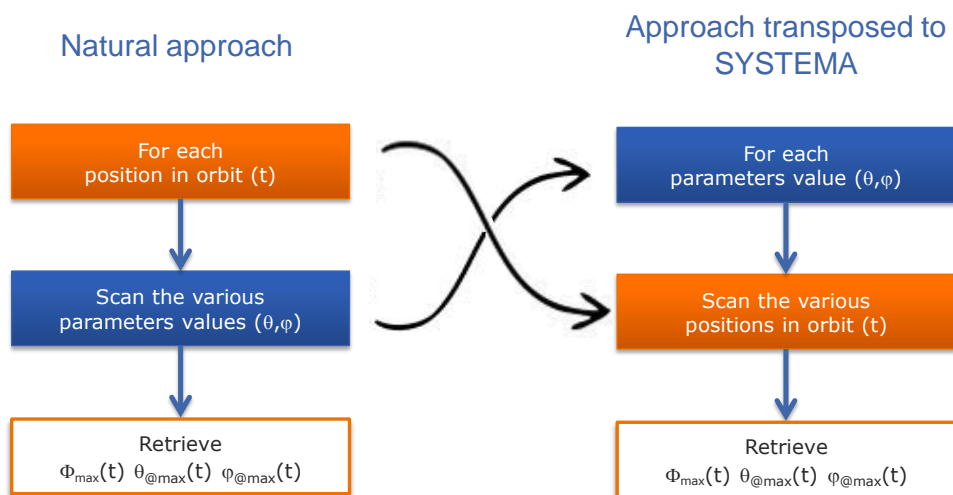 Natural approach
For each
position in orbit (t)
Scan the various
parameters values (θ,φ)
Retrieve
Φmax(t) θ@max(t) φ@max(t)
Approach transposed to
SYSTEMA
For each
parameters value (θ,φ)
Scan the various
positions in orbit (t)
Retrieve
Φmax(t) θ@max(t) φ@max(t)